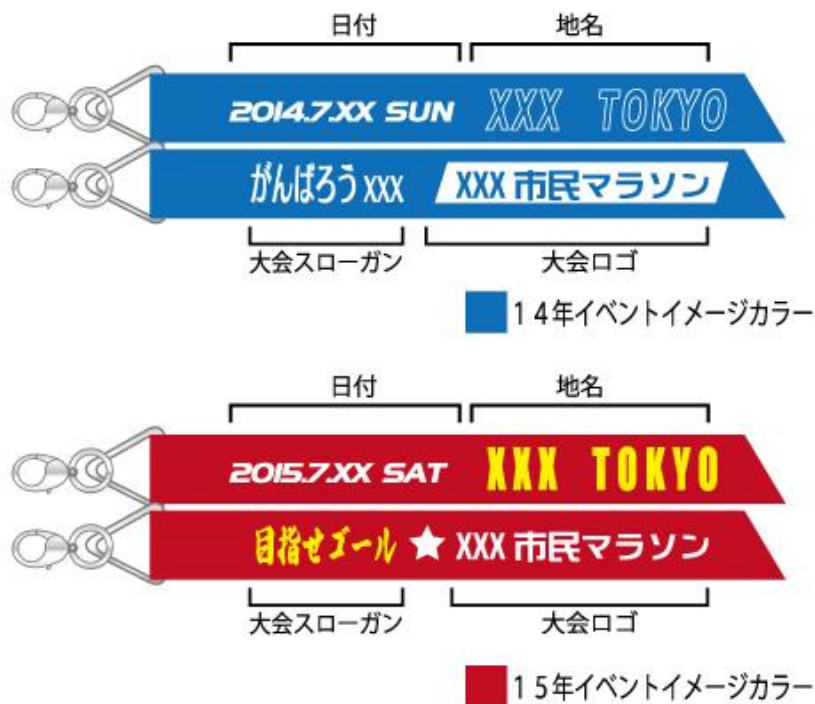 日付 地名
2014.7.XX SUN XXX TOKYO
がんばろうxxx XXX 市民マラソン
大会スローガン 大会ロゴ
１４年イベントイメージカラー
日付 地名
2015.7.XX SAT XXX TOKYO
目指せゴール ★ XXX 市民マラソン
大会スローガン 大会ロゴ
１５年イベントイメージカラー